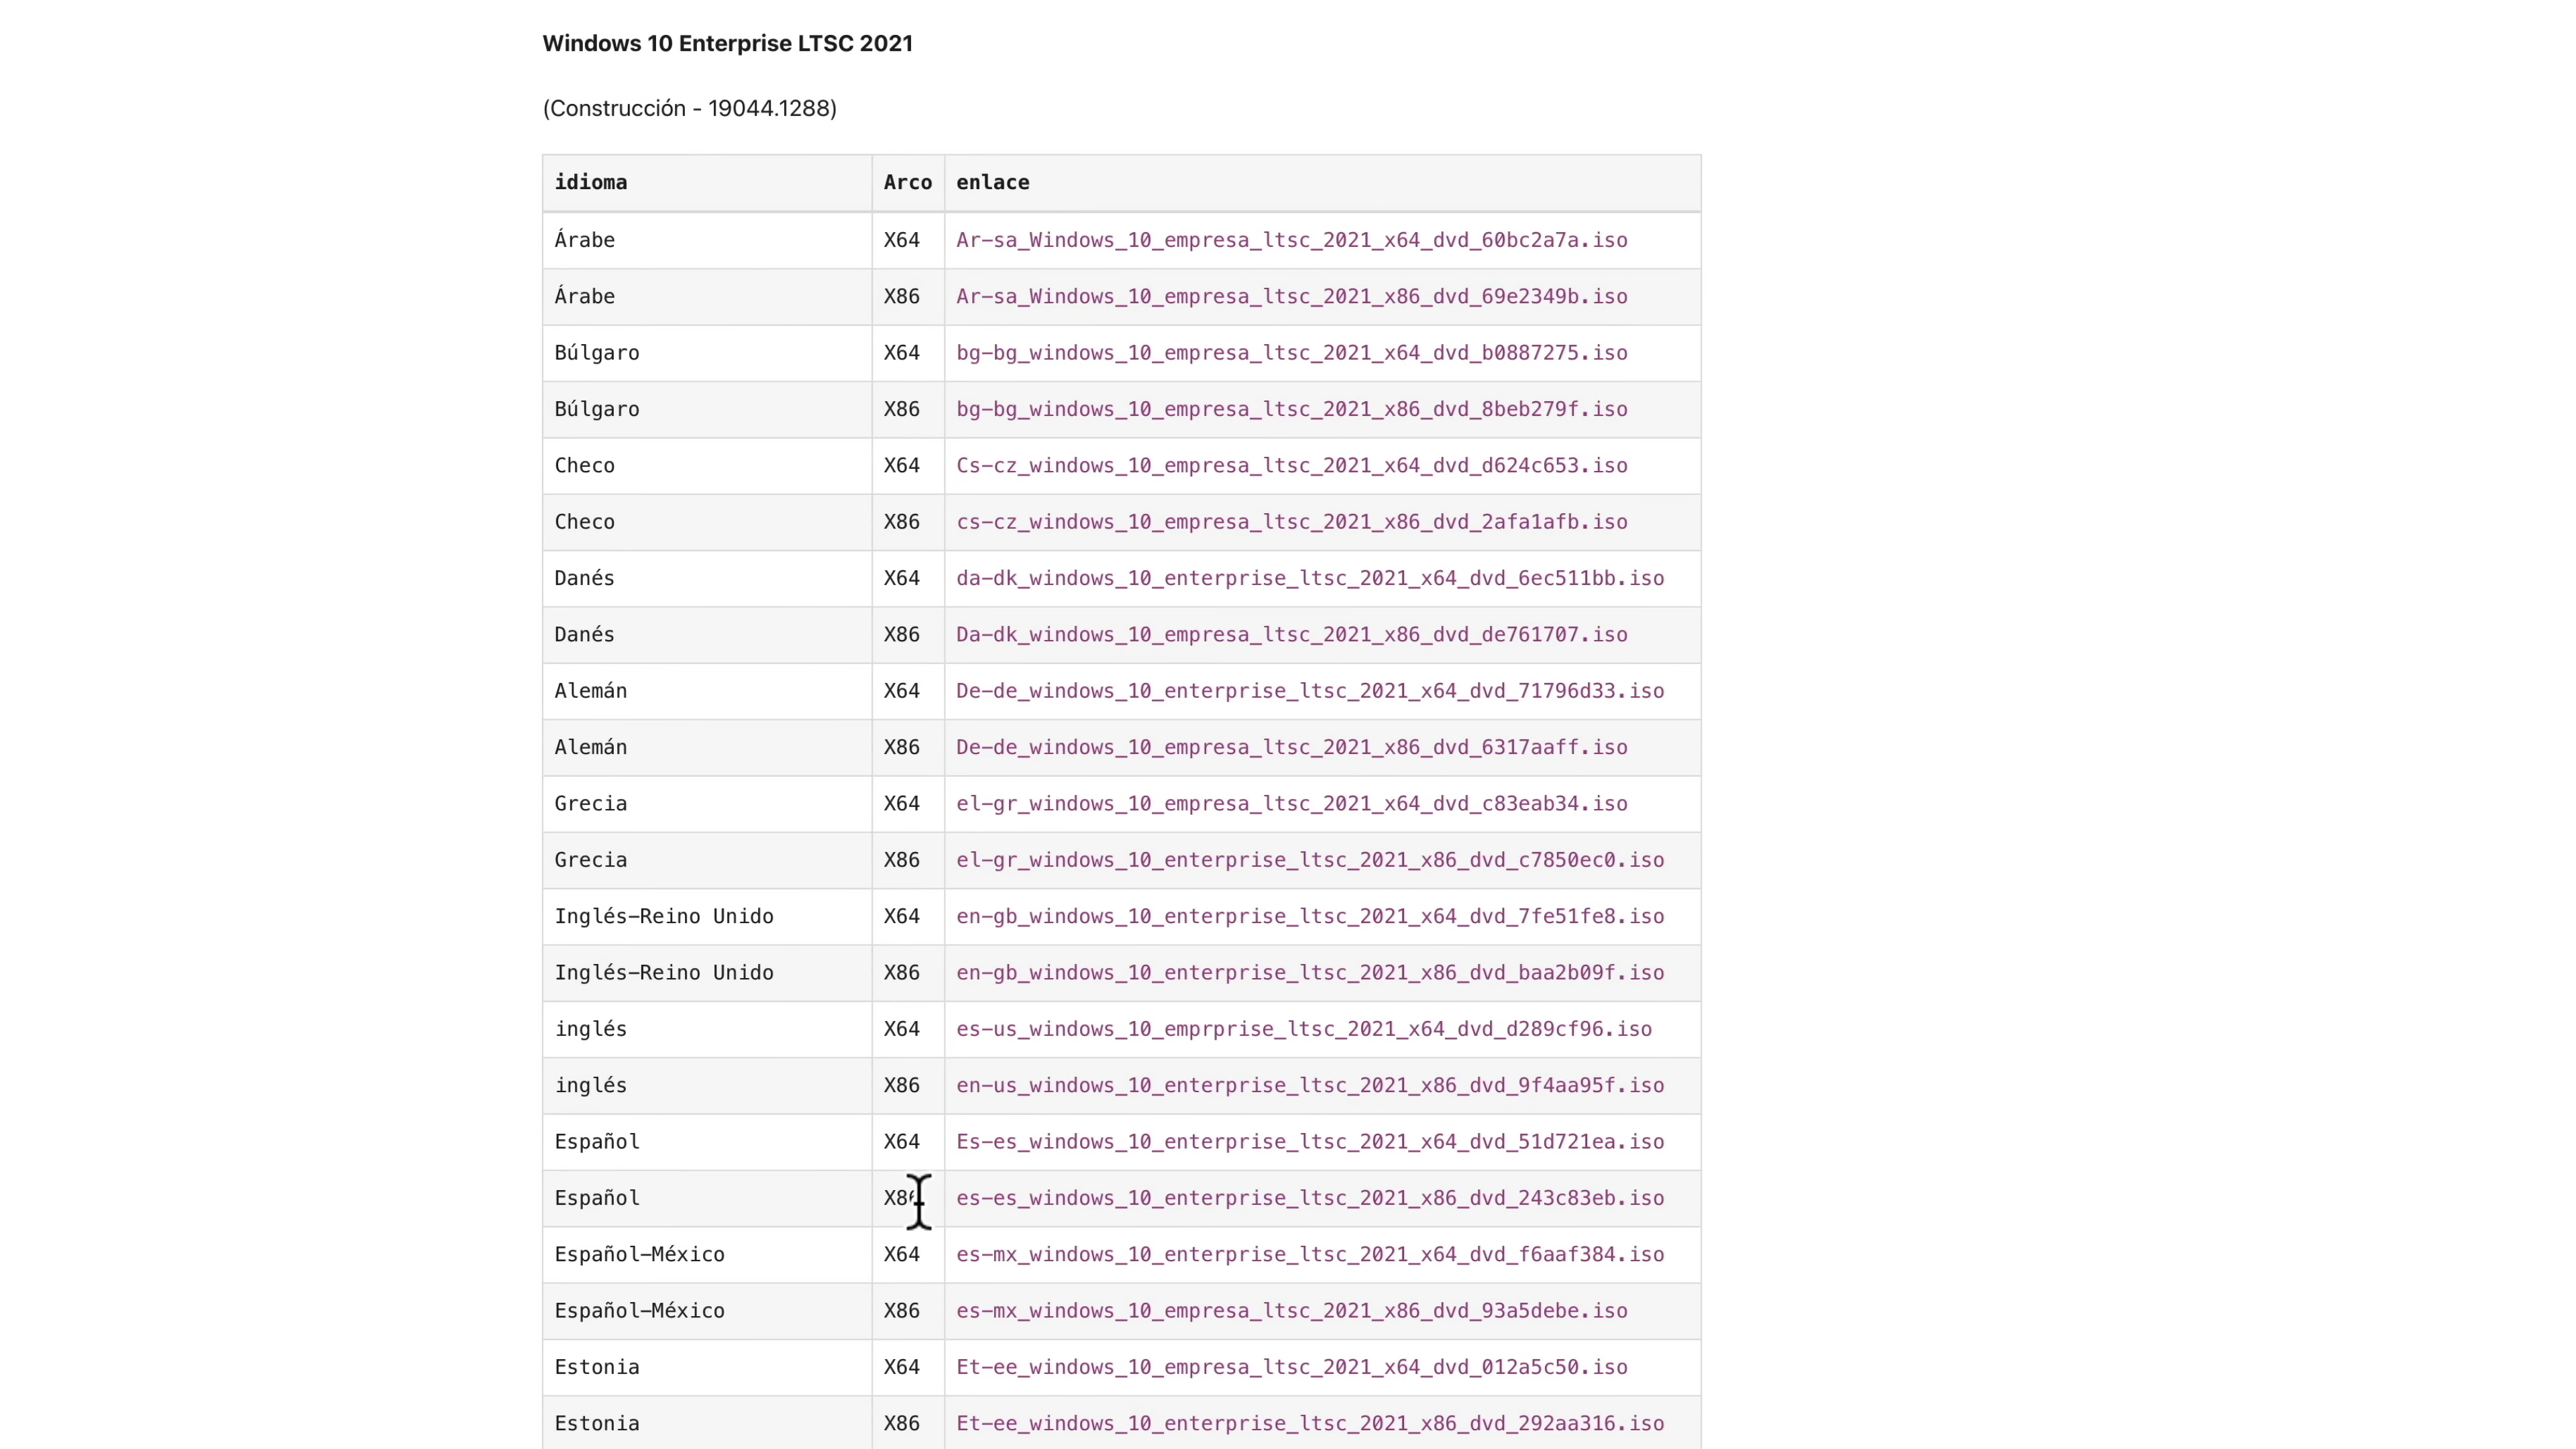 Windows 10 Enterprise LTSC 2021
(Construcción - 19044.1288)
idioma Arco enlace
Árabe X64 Ar-sa_Windows_10_empresa_ltsc_2021_x64_dvd_60bc2a7a.iso
Árabe X86 Ar-sa_Windows_10_empresa_ltsc_2021_x86_dvd_69e2349b.iso
Búlgaro X64 bg-bg_windows_10_empresa_ltsc_2021_x64_dvd_b0887275.iso
Búlgaro X86 bg-bg_windows_10_empresa_ltsc_2021_x86_dvd_8beb279f.iso
Checo X64 Cs-cz_windows_10_empresa_ltsc_2021_x64_dvd_d624c653.iso
Checo X86 cs-cz_windows_10_empresa_ltsc_2021_x86_dvd_2afa1afb.iso
Danés X64 da-dk_windows_10_enterprise_ltsc_2021_x64_dvd_6ec511bb.iso
Danés X86 Da-dk_windows_10_empresa_ltsc_2021_x86_dvd_de761707.iso
Alemán X64 De-de_windows_10_enterprise_ltsc_2021_x64_dvd_71796d33.iso
Alemán X86 De-de_windows_10_empresa_ltsc_2021_x86_dvd_6317aaff.iso
Grecia X64 el-gr_windows_10_empresa_ltsc_2021_x64_dvd_c83eab34.iso
Grecia X86 el-gr_windows_10_enterprise_ltsc_2021_x86_dvd_c7850ec0.iso
Inglés-Reino Unido X64 en-gb_windows_10_enterprise_ltsc_2021_x64_dvd_7fe51fe8.iso
Inglés-Reino Unido X86 en-gb_windows_10_enterprise_ltsc_2021_x86_dvd_baa2b09f.iso
inglés X64 es-us_windows_10_emprprise_ltsc_2021_x64_dvd_d289cf96.iso
inglés X86 en-us_windows_10_enterprise_ltsc_2021_x86_dvd_9f4aa95f.iso
Español X64 Es-es_windows_10_enterprise_ltsc_2021_x64_dvd_51d721ea.iso
Español X86 es-es_windows_10_enterprise_ltsc_2021_x86_dvd_243c83eb.iso
Español-México X64 es-mx_windows_10_enterprise_ltsc_2021_x64_dvd_f6aaf384.iso
Español-México X86 es-mx_windows_10_empresa_ltsc_2021_x86_dvd_93a5debe.iso
Estonia X64 Et-ee_windows_10_empresa_ltsc_2021_x64_dvd_012a5c50.iso
Estonia X86 Et-ee_windows_10_enterprise_ltsc_2021_x86_dvd_292aa316.iso